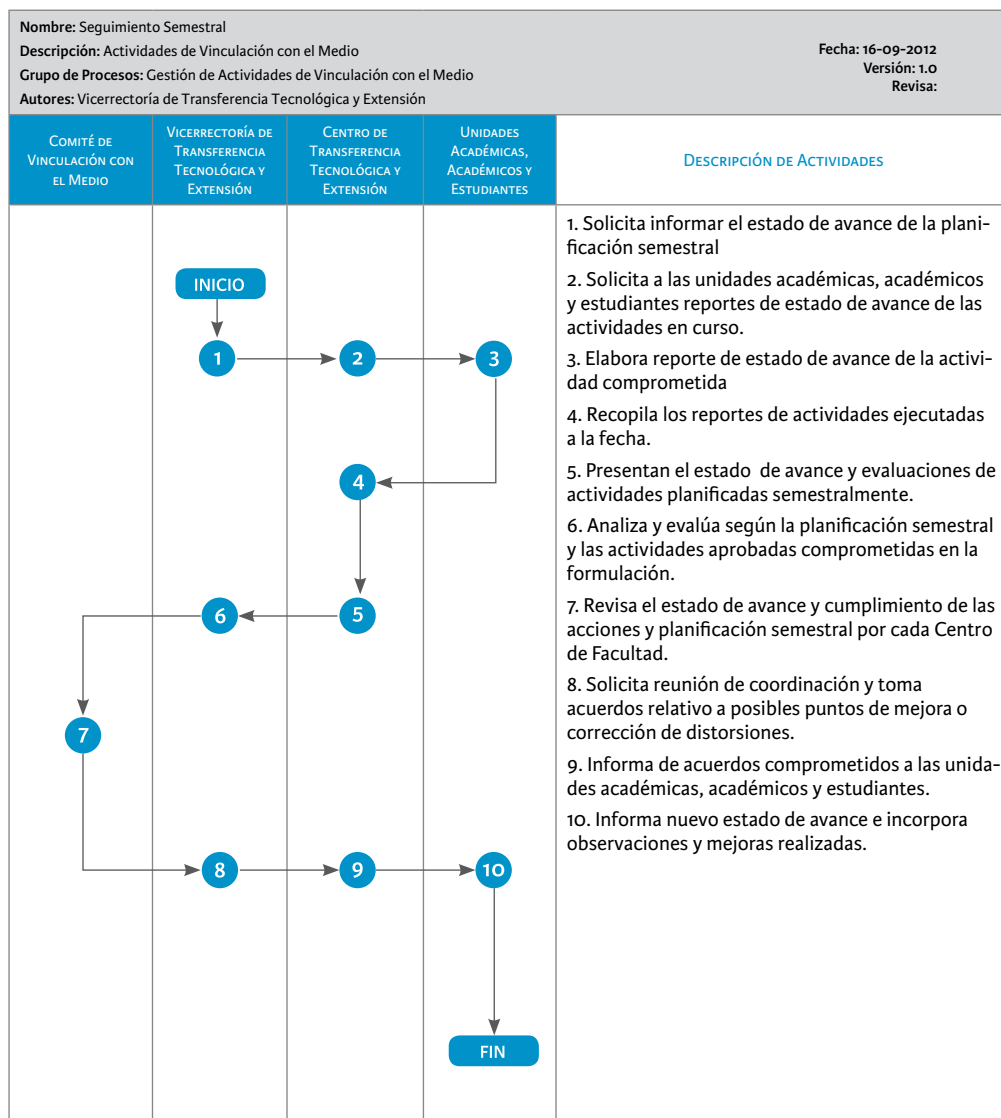 Nombre: Seguimiento Semestral
Descripción: Actividades de Vinculación con el Medio
Grupo de Procesos: Gestión de Actividades de Vinculación con el Medio
Autores: Vicerrectoría de Transferencia Tecnológica y Extensión
Fecha: 16-09-2012
Versión: 1.0
Revisa:
Comité de
Vinculación con
el Medio
Vicerrectoría de
Transferencia
Tecnológica y
Extensión
Centro de
Transferencia
Tecnológica y
Extensión
Unidades
Académicas,
Académicos y
Estudiantes
Descripción de Actividades
INICIO
1
2
3
4
5
6
7
8
9
10
FIN
1. Solicita informar el estado de avance de la plani-
ficación semestral
2. Solicita a las unidades académicas, académicos
y estudiantes reportes de estado de avance de las
actividades en curso.
3. Elabora reporte de estado de avance de la activi-
dad comprometida
4. Recopila los reportes de actividades ejecutadas
a la fecha.
5. Presentan el estado de avance y evaluaciones de
actividades planificadas semestralmente.
6. Analiza y evalúa según la planificación semestral
y las actividades aprobadas comprometidas en la
formulación.
7. Revisa el estado de avance y cumplimiento de las
acciones y planificación semestral por cada Centro
de Facultad.
8. Solicita reunión de coordinación y toma
acuerdos relativo a posibles puntos de mejora o
corrección de distorsiones.
9. Informa de acuerdos comprometidos a las unida-
des académicas, académicos y estudiantes.
10. Informa nuevo estado de avance e incorpora
observaciones y mejoras realizadas.